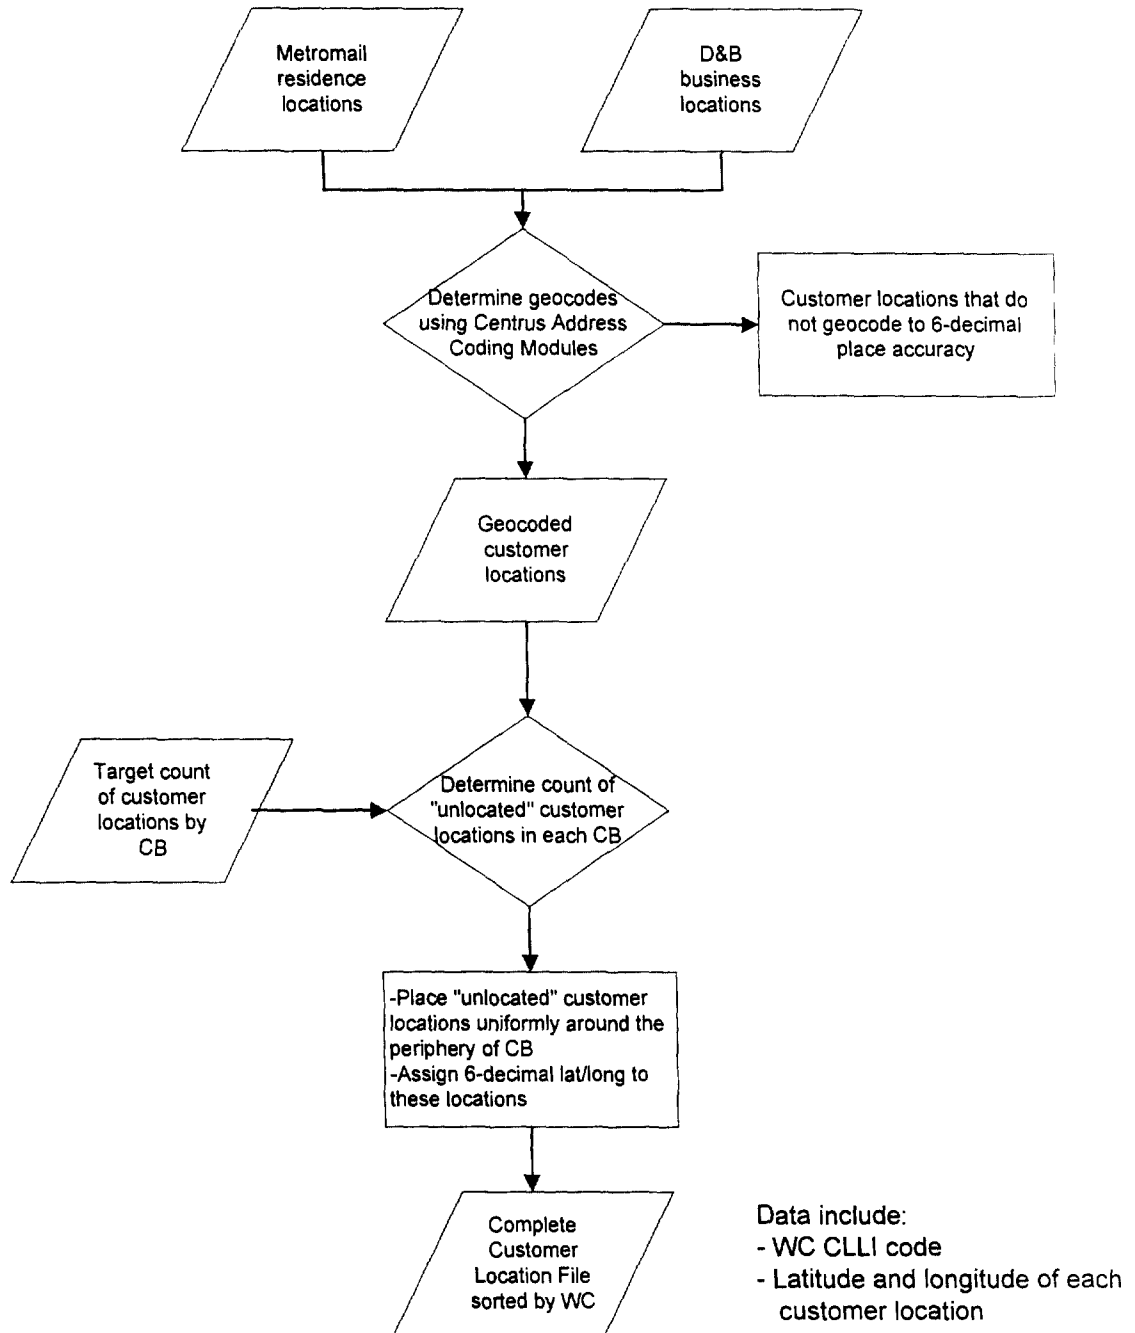 Metromail
residence
locations
D&B
business
locations
Determine geocodes
using Centrus Address
Coding Modules
Customer locations that do
not geocode to 6-decimal
place accuracy
Geocoded
customer
locations
Target count
of customer
locations by
CB
Determine count of
"unlocated" customer
locations in each CB
-Place "unlocated" customer
locations uniformly around the
periphery of CB
-Assign 6-decimal lat/long to
these locations
Complete
Customer
Location File
sorted by WC
Data include:
- WC CLLI code
- Latitude and longitude of each
customer location